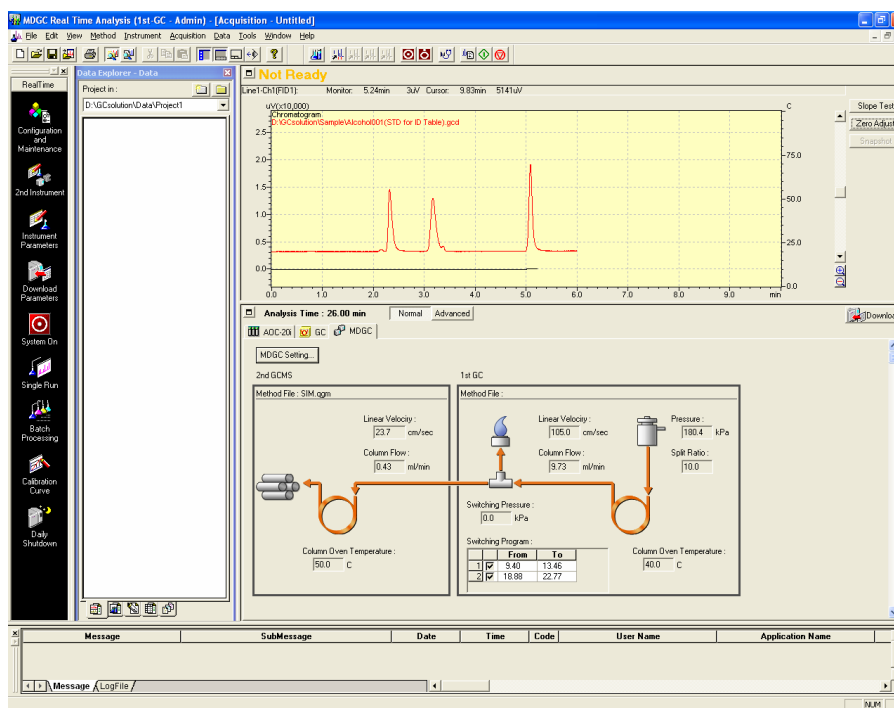 MDGC Real Time Analysis (1st-GC - Admin) - [Acquisition - Untitled]
File Edit View Method Instrument Acquisition Data Tools Window Help
RealTime
Configuration
and
Maintenance
2nd Instrument
Instrument
Parameters
Download
Parameters
System On
Single Run
Batch
Processing
Calibration
Curve
Daily
Shutdown
Data Explorer - Data
Project in :
D:\GCsolution\Data\Project1
Not Ready
Line1-Ch1(FID1): Monitor: 5.24min 3uV Cursor: 9.83min 5141uV
uV(x10,000) C
Chromatogram
D:\GCsolution\Sample\Alcohol001(STD for ID Table).gcd
2.5
2.0
1.5
1.0
0.5
0.0
75.0
50.0
25.0
0.0
0.0 1.0 2.0 3.0 4.0 5.0 6.0 7.0 8.0 9.0 min
Slope Test
Zero Adjust
Snapshot
Analysis Time : 26.00 min Normal Advanced
Downloa
AOC-20i GC MDGC
MDGC Setting...
2nd GCMS
Method File : SIM.qgm
Linear Velocity :
23.7 cm/sec
Column Flow :
0.43 ml/min
Column Oven Temperature :
50.0 C
1st GC
Method File :
Linear Velocity :
105.0 cm/sec
Column Flow :
9.73 ml/min
Pressure :
180.4 kPa
Split Ratio :
10.0
Switching Pressure :
0.0 kPa
Switching Program :
From To
1 9.40 13.46
2 18.88 22.77
Column Oven Temperature :
40.0 C
Message SubMessage Date Time Code User Name Application Name
Message LogFile
NUM